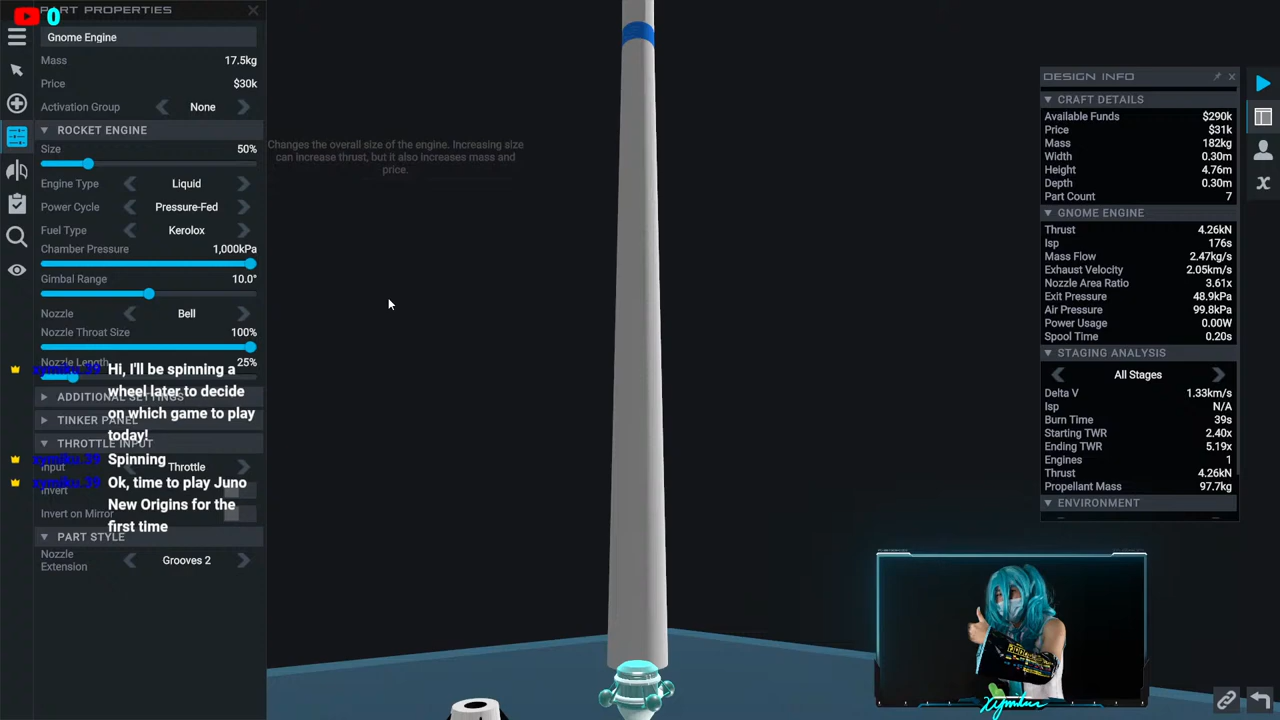 0
PART PROPERTIES
Gnome Engine
Mass 17.5kg
Price $30k
Activation Group None
ROCKET ENGINE
Size 50%
Engine Type Liquid
Power Cycle Pressure-Fed
Fuel Type Kerolox
Chamber Pressure 1,000kPa
Gimbal Range 10.0°
Nozzle Bell
Nozzle Throat Size 100%
Nozzle Length 25%
ADDITIONAL SETTINGS
TINKER PANEL
THROTTLE INPUT
Input Throttle
Invert
Invert on Mirror
PART STYLE
Nozzle
Extension Grooves 2
Hi, I'll be spinning a
wheel later to decide
on which game to play
today!
Spinning
Ok, time to play Juno
New Origins for the
first time
Changes the overall size of the engine. Increasing size
can increase thrust, but it also increases mass and
price.
DESIGN INFO
CRAFT DETAILS
Available Funds $290k
Price $31k
Mass 182kg
Width 0.30m
Height 4.76m
Depth 0.30m
Part Count 7
GNOME ENGINE
Thrust 4.26kN
Isp 176s
Mass Flow 2.47kg/s
Exhaust Velocity 2.05km/s
Nozzle Area Ratio 3.61x
Exit Pressure 48.9kPa
Air Pressure 99.8kPa
Power Usage 0.00W
Spool Time 0.20s
STAGING ANALYSIS
All Stages
Delta V 1.33km/s
Isp N/A
Burn Time 39s
Starting TWR 2.40x
Ending TWR 5.19x
Engines 1
Thrust 4.26kN
Propellant Mass 97.7kg
ENVIRONMENT